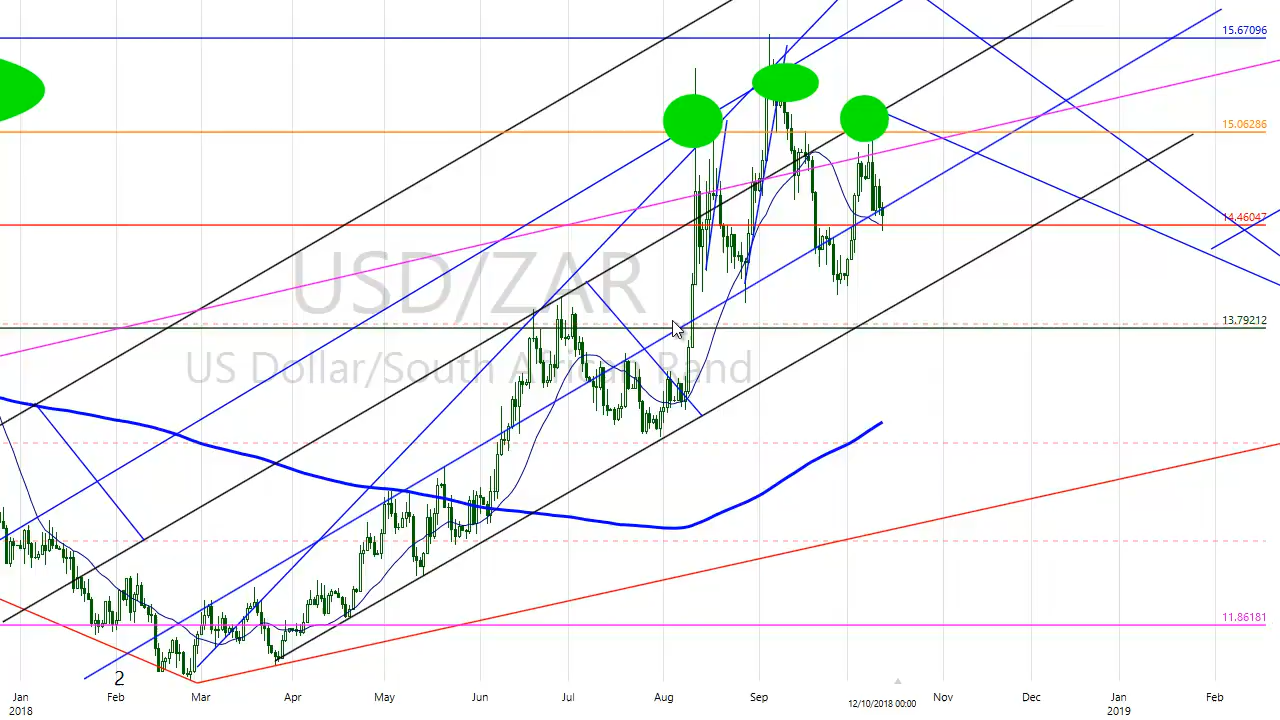 15.67096
15.06286
14.46047
USD/ZAR
13.79212
US Dollar/South African Rand
11.86181
2
Jan Feb Mar Apr May Jun Jul Aug Sep 12/10/2018 00:00 Nov Dec Jan Feb
2018 2019